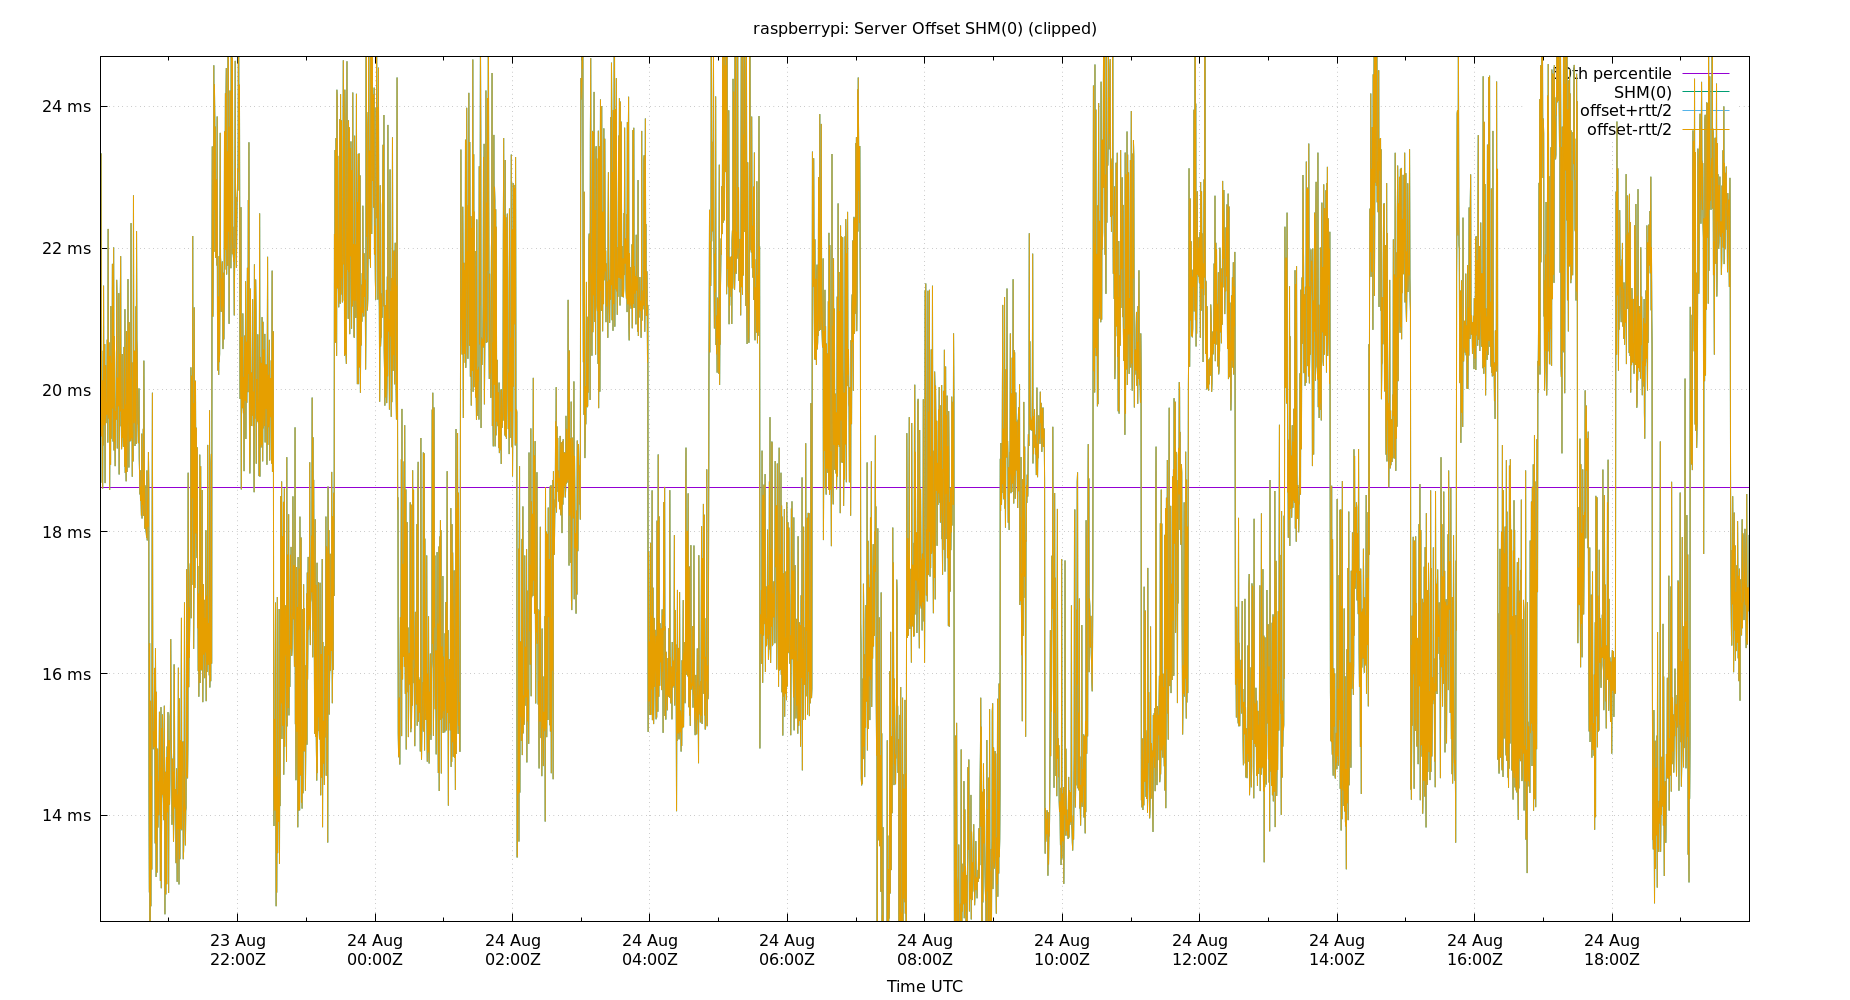 raspberrypi: Server Offset SHM(0) (clipped)
percentile
SHM(0)
offset+rtt/2
offset-rtt/2
24 ms
22 ms
20 ms
18 ms
16 ms
14 ms
23 Aug 24 Aug 24 Aug 24 Aug 24 Aug 24 Aug 24 Aug 24 Aug 24 Aug 24 Aug 24 Aug
22:00Z 00:00Z 02:00Z 04:00Z 06:00Z 08:00Z 10:00Z 12:00Z 14:00Z 16:00Z 18:00Z
Time UTC